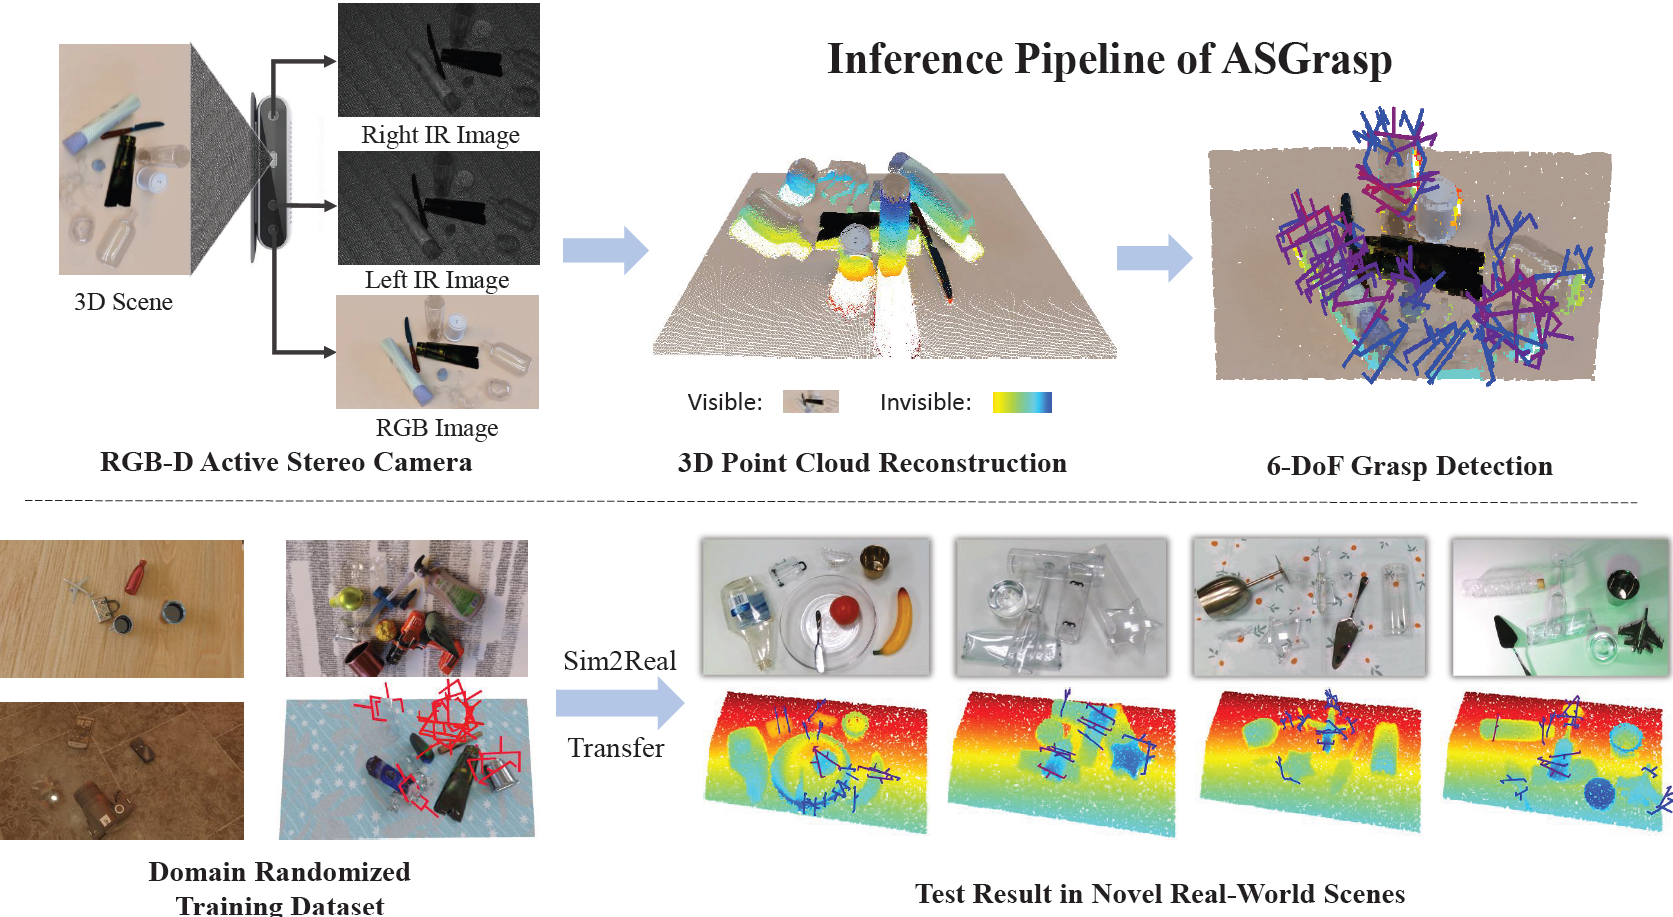 Inference Pipeline of ASGrasp
Right IR Image
Left IR Image
3D Scene
RGB Image
RGB-D Active Stereo Camera
Visible:
Invisible:
3D Point Cloud Reconstruction
6-DoF Grasp Detection
Sim2Real
Transfer
Domain Randomized
Training Dataset
Test Result in Novel Real-World Scenes